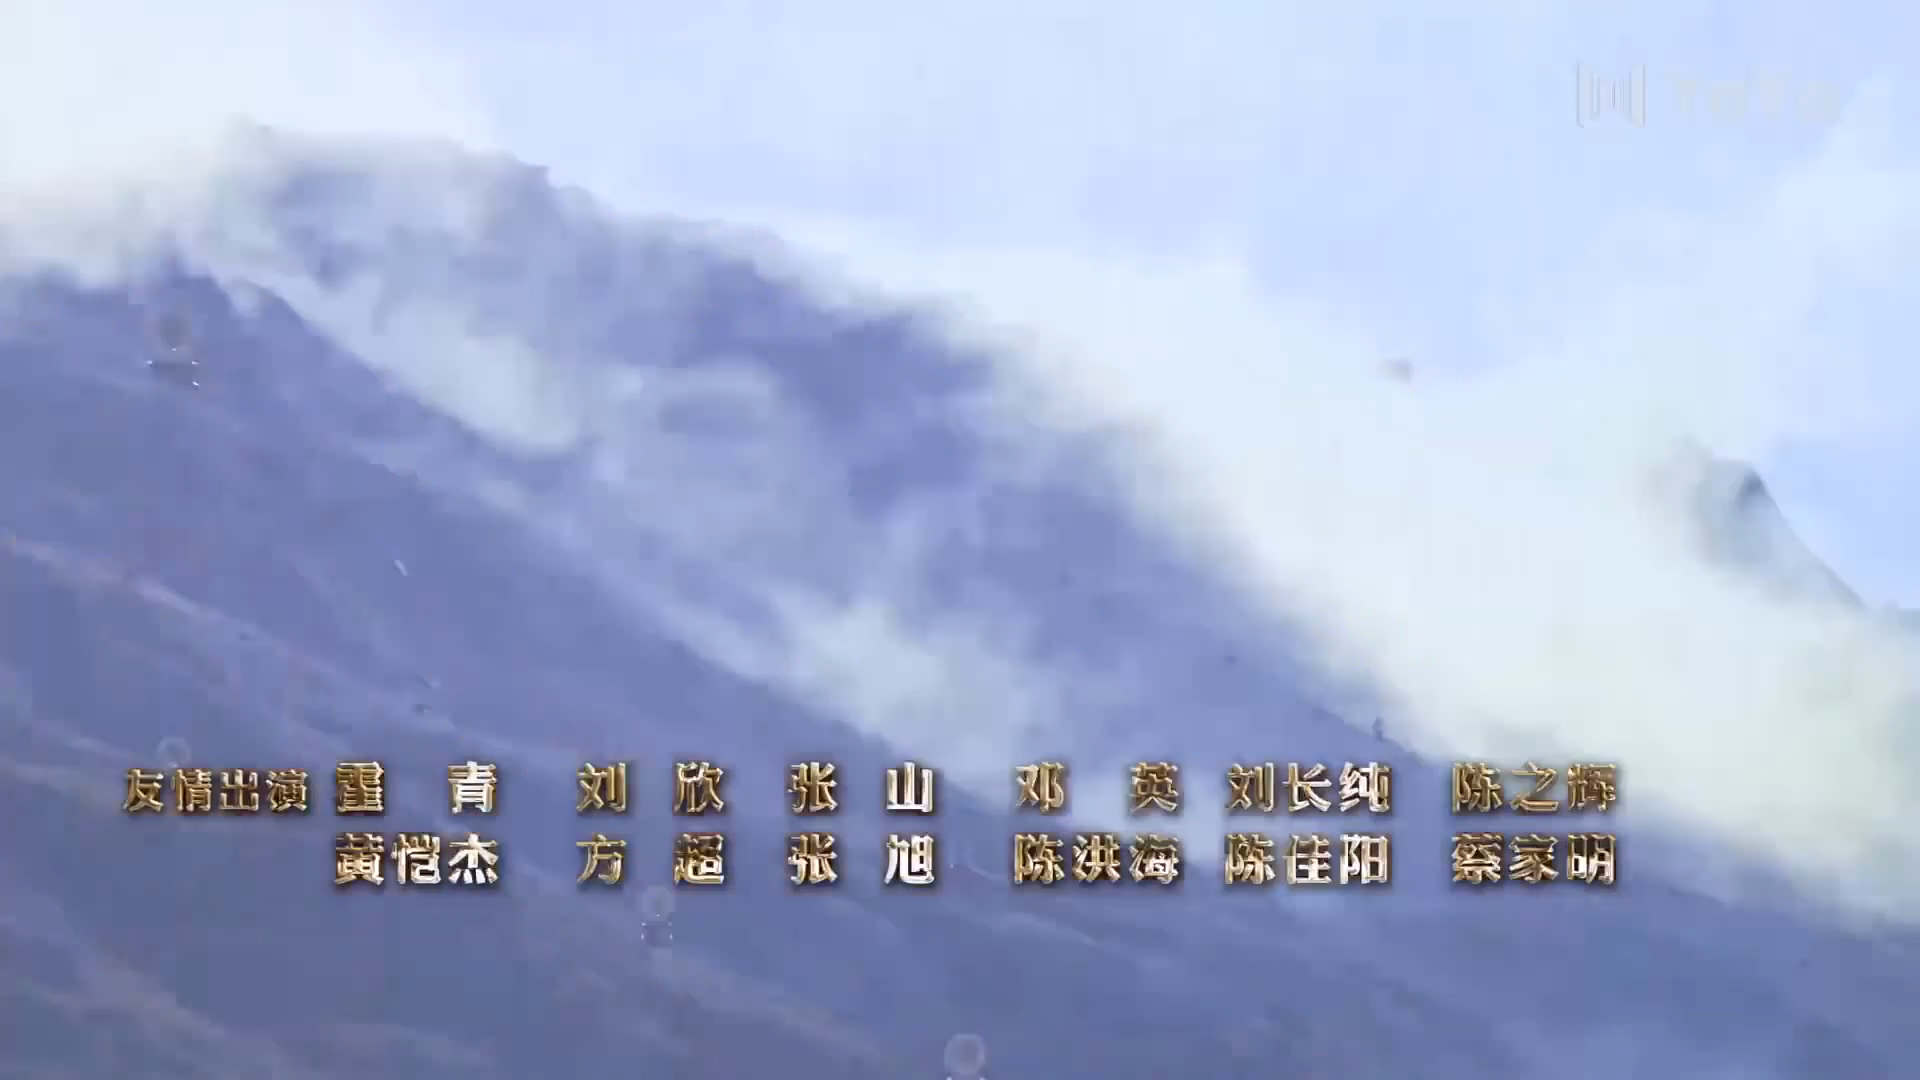 YoYo
友情出演 霍青 刘欣 张山 邓英 刘长纯 陈之辉
黄恺杰 方超 张旭 陈洪海 陈佳阳 蔡家明